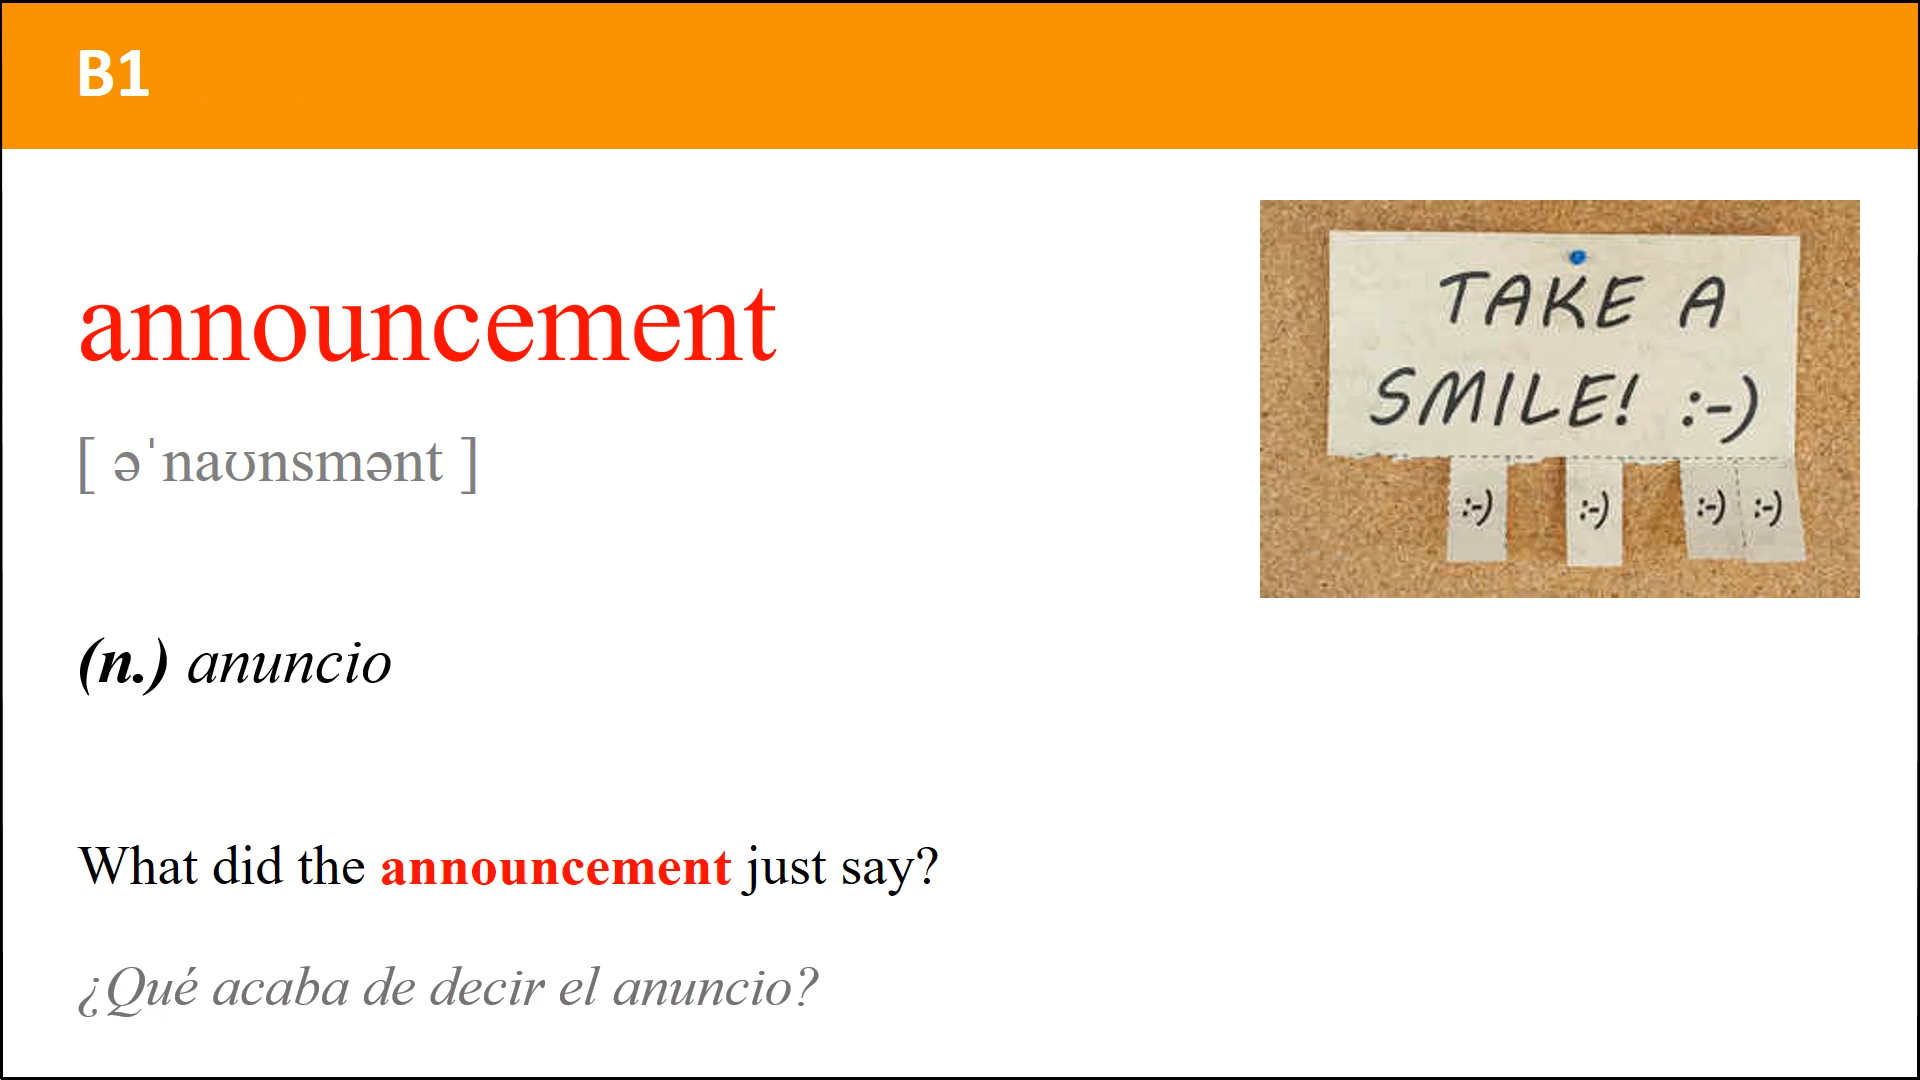 B1
announcement
[ əˈnaʊnsmənt ]
(n.) anuncio
What did the announcement just say?
¿Qué acaba de decir el anuncio?
TAKE A
SMILE! :-)
:-) :-) :-) :-)